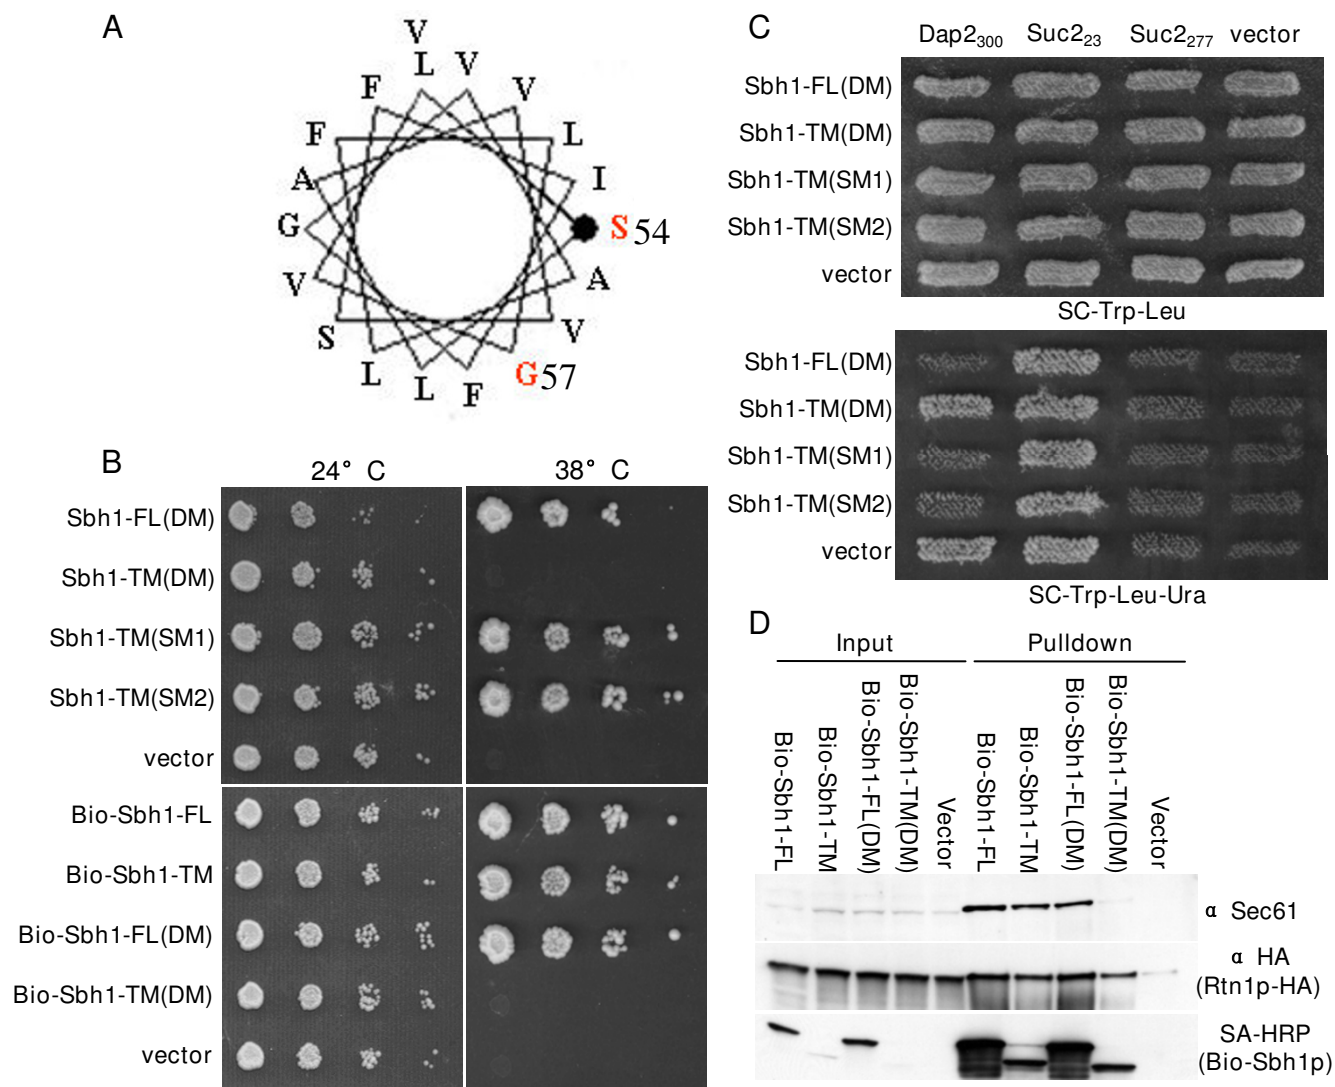 A
V
L V
F V
F L
A I
G S 54
V A
S V
L G57
L F
B
24° C 38° C
Sbh1-FL(DM)
Sbh1-TM(DM)
Sbh1-TM(SM1)
Sbh1-TM(SM2)
vector
Bio-Sbh1-FL
Bio-Sbh1-TM
Bio-Sbh1-FL(DM)
Bio-Sbh1-TM(DM)
vector
C
Dap2₃₀₀ Suc2₂₃ Suc2₂₇₇ vector
Sbh1-FL(DM)
Sbh1-TM(DM)
Sbh1-TM(SM1)
Sbh1-TM(SM2)
vector
SC-Trp-Leu
Sbh1-FL(DM)
Sbh1-TM(DM)
Sbh1-TM(SM1)
Sbh1-TM(SM2)
vector
SC-Trp-Leu-Ura
D
Input Pulldown
Bio-Sbh1-FL
Bio-Sbh1-TM
Bio-Sbh1-FL(DM)
Bio-Sbh1-TM(DM)
Vector
Bio-Sbh1-FL
Bio-Sbh1-TM
Bio-Sbh1-FL(DM)
Bio-Sbh1-TM(DM)
Vector
α Sec61
α HA
(Rtn1p-HA)
SA-HRP
(Bio-Sbh1p)